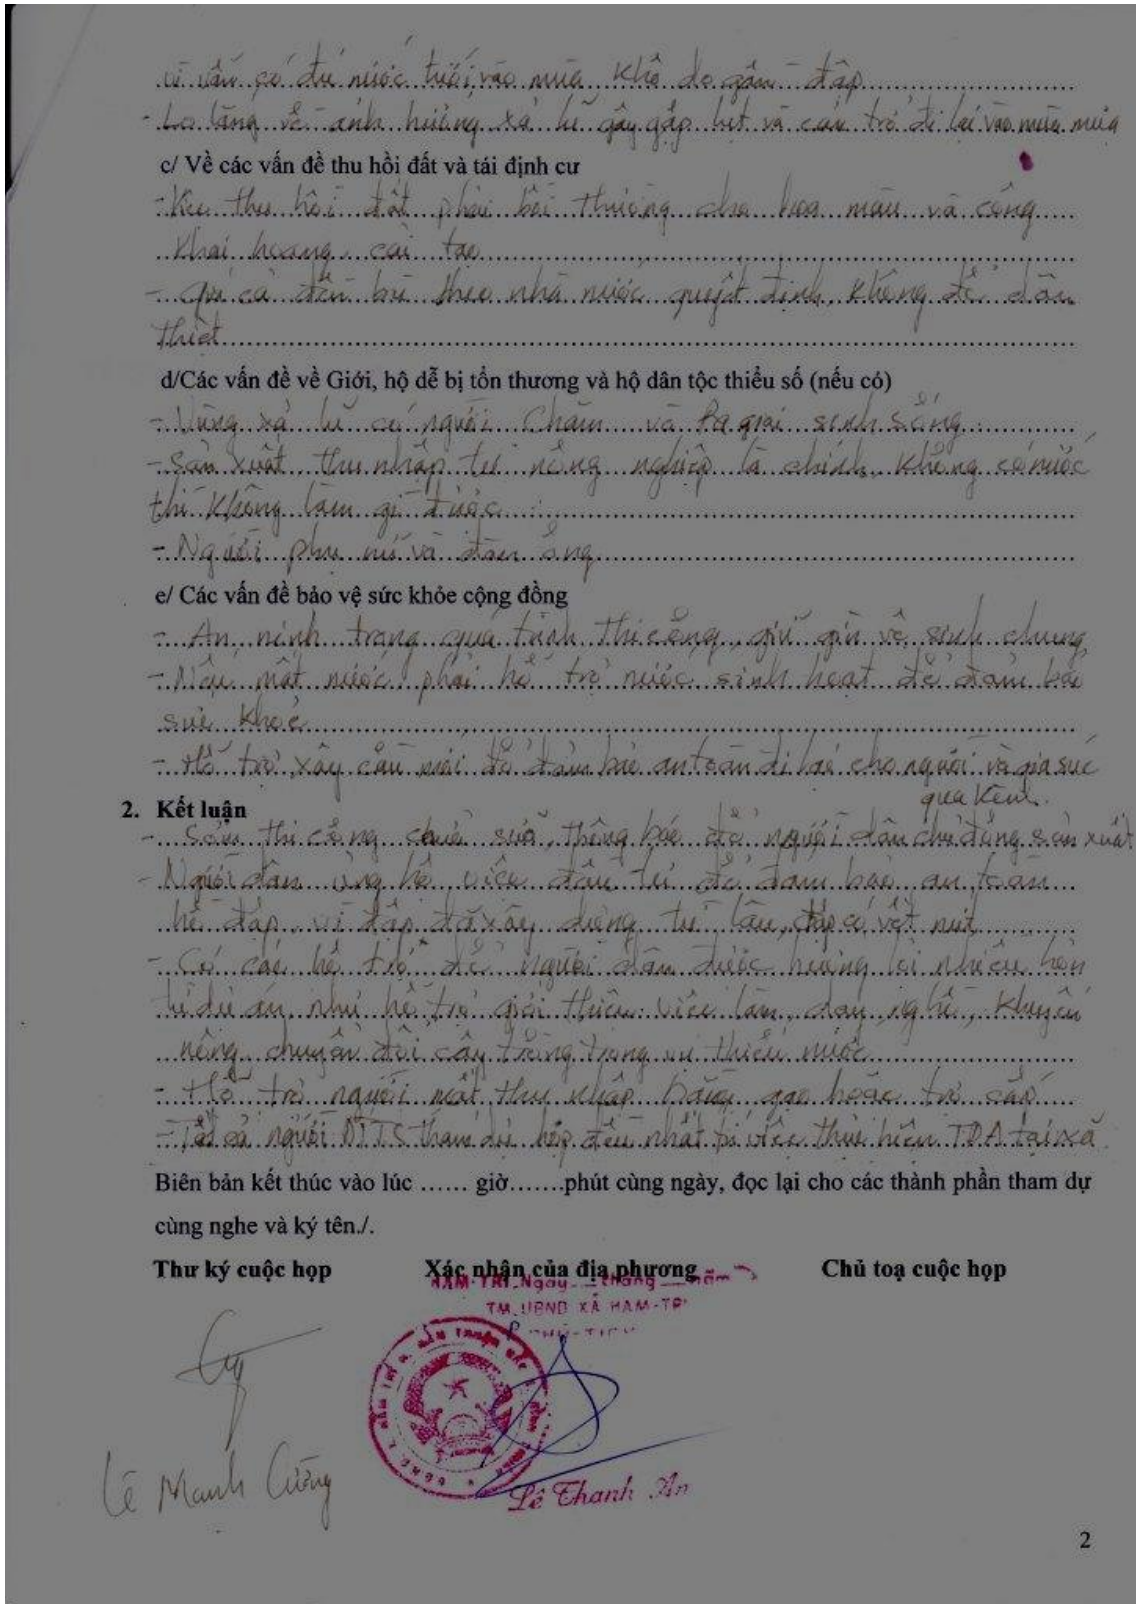 vì vẫn có đủ nước tưới vào mùa khô do gần đập
- Lo lắng về ảnh hưởng xả lũ gây gập hụt và cản trở đi lại vào mùa mưa
c/ Về các vấn đề thu hồi đất và tái định cư
- Khi thu hồi đất phải bồi thường cho hoa màu và công
khai hoang, cải tạo
- Giá cả đền bù theo nhà nước quyết định, không để dân
thiệt
d/Các vấn đề về Giới, hộ dễ bị tổn thương và hộ dân tộc thiểu số (nếu có)
- Vùng xả lũ có người Chăm và Ra giai sinh sống
- Sản xuất thu nhập từ nông nghiệp là chính, không có nước
thì không làm gì được
- Người phụ nữ và đàn ông
e/ Các vấn đề bảo vệ sức khỏe cộng đồng
- An ninh trong quá trình thi công, giữ gìn vệ sinh chung
- Nếu mất nước phải hỗ trợ nước sinh hoạt để đảm bảo
sức khoẻ
- Hỗ trợ xây cầu mới để đảm bảo an toàn đi lại cho người và gia súc
qua kênh.
2. Kết luận
- Sớm thi công sửa, thông báo để người dân chủ động sản xuất
- Người dân ủng hộ việc đầu tư để đảm bảo an toàn
hồ đập, vì đập đã xây dựng từ lâu, đập có vết nứt
- Có các hỗ trợ để người dân được hưởng lợi nhiều hơn
từ dự án như hỗ trợ giới thiệu việc làm, dạy nghề, khuyến
nông, chuyển đổi cây trồng trong vụ thiếu nước
- Hỗ trợ người mất thu nhập bằng gạo hoặc trợ cấp
- Tất cả người DTTS tham dự họp đều nhất trí việc thực hiện TDA tại xã
Biên bản kết thúc vào lúc ...... giờ.......phút cùng ngày, đọc lại cho các thành phần tham dự
cùng nghe và ký tên./.
Thư ký cuộc họp Xác nhận của địa phương Chủ toạ cuộc họp
HÀM-TRÍ, Ngày __ tháng __ năm
TM.UBND XÃ HÀM-TRÍ
Lê Mạnh Cường
Lê Thanh An
2